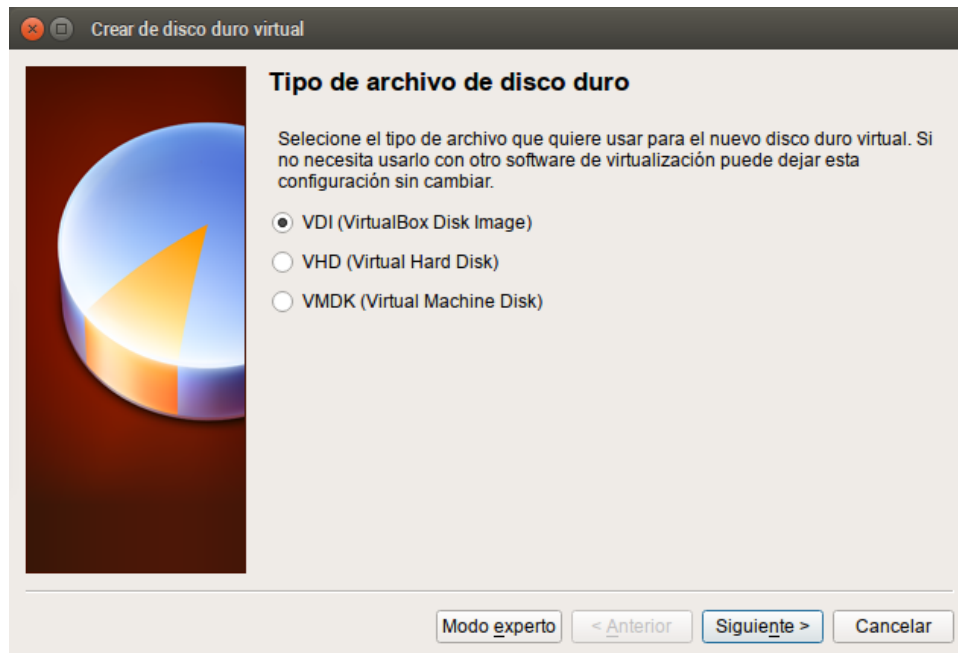 Crear de disco duro virtual
Tipo de archivo de disco duro
Selecione el tipo de archivo que quiere usar para el nuevo disco duro virtual. Si
no necesita usarlo con otro software de virtualización puede dejar esta
configuración sin cambiar.
VDI (VirtualBox Disk Image)
VHD (Virtual Hard Disk)
VMDK (Virtual Machine Disk)
Modo experto
< Anterior
Siguiente >
Cancelar